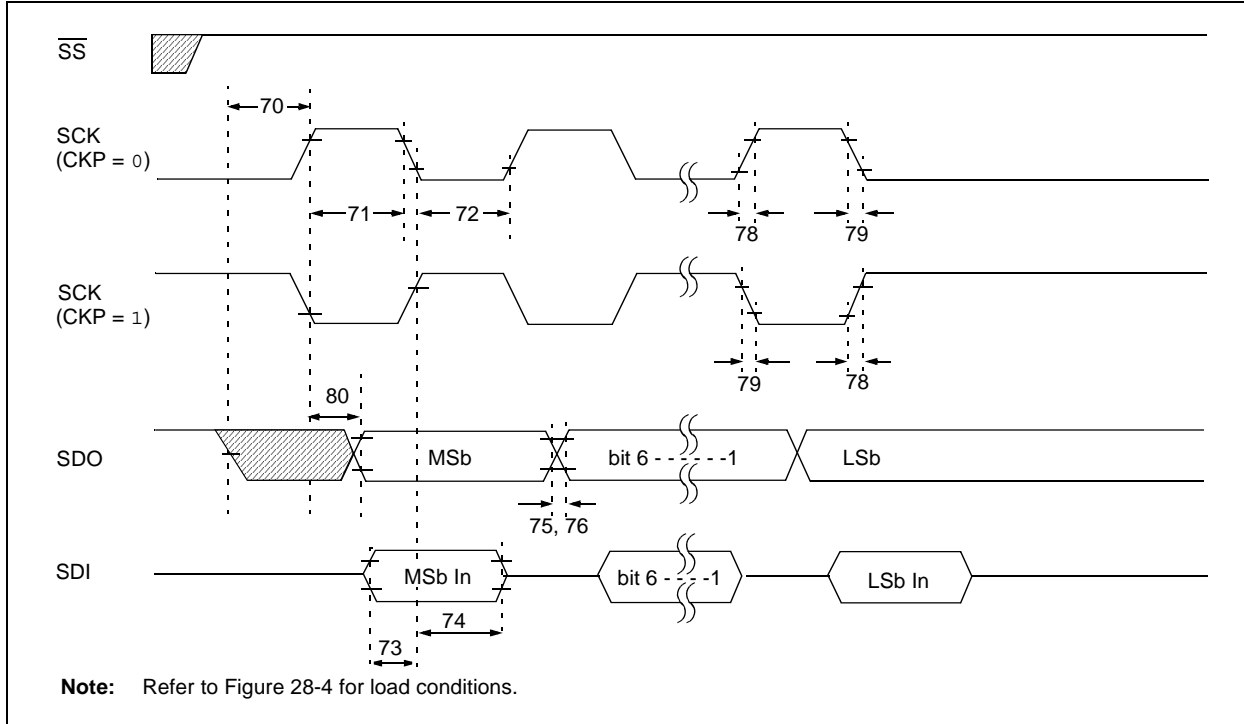 SS
70
SCK
(CKP = 0)
71
72
78
79
SCK
(CKP = 1)
79
78
80
SDO
MSb
bit 6 - - - - - -1
LSb
75, 76
SDI
MSb In
bit 6 - - - - -1
LSb In
74
73
Note: Refer to Figure 28-4 for load conditions.